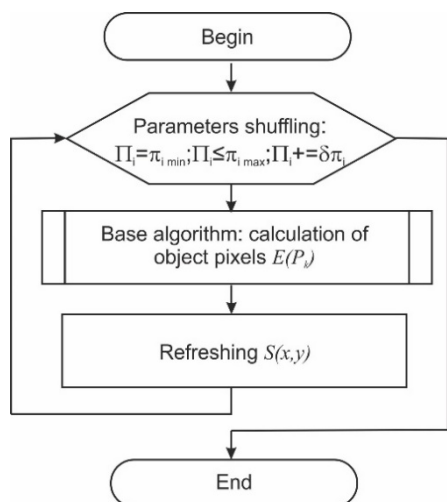 Begin
Parameters shuffling:
Πᵢ=πᵢ ₘᵢₙ;Πᵢ≤πᵢ ₘₐₓ;Πᵢ+=δπᵢ
Base algorithm: calculation of
object pixels E(Pₖ)
Refreshing S(x,y)
End